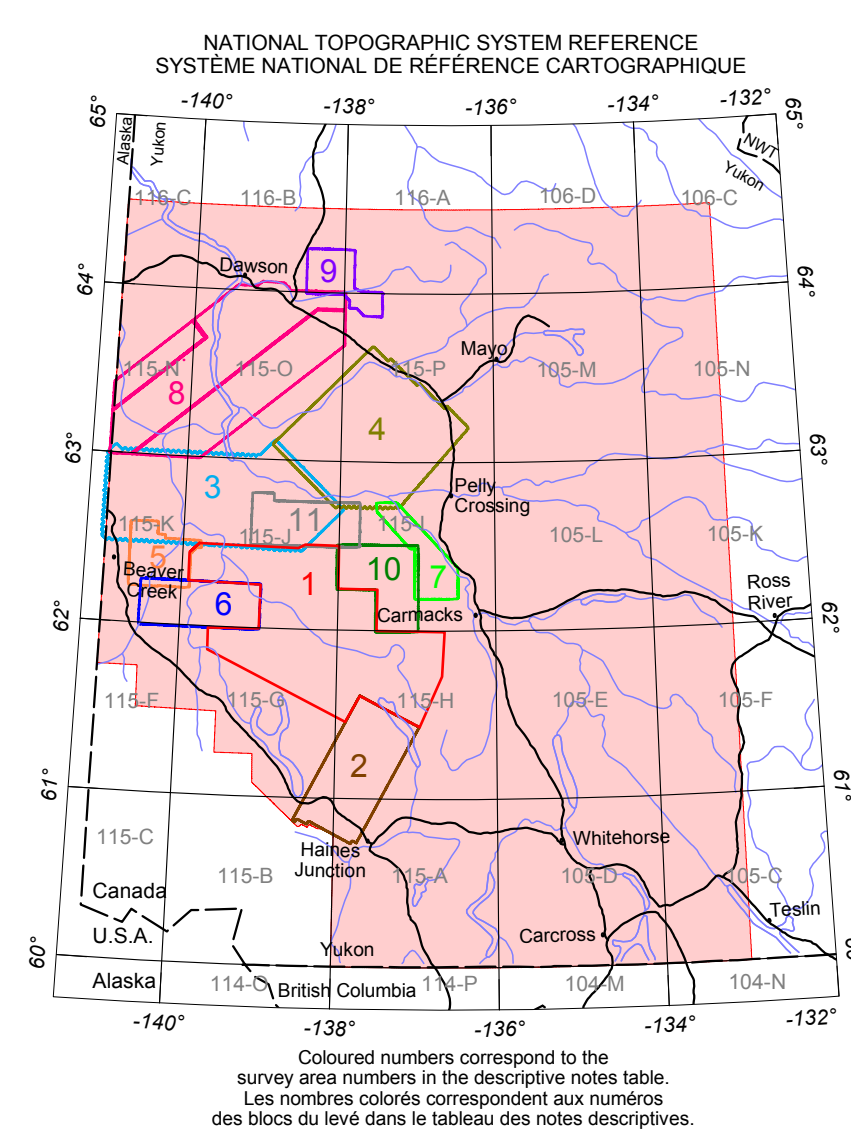 NATIONAL TOPOGRAPHIC SYSTEM REFERENCE
SYSTÈME NATIONAL DE RÉFÉRENCE CARTOGRAPHIQUE
-140° -138° -136° -134° -132°
65° 65°
Alaska
Yukon
NWT
Yukon
116-C 116-B 116-A 106-D 106-C
Dawson
9
64° 64°
Mayo
115-N 115-O 115-P 105-M 105-N
8
4
63° 63°
3
Pelly
Crossing
115-K 115-J 11 115-I 105-L 105-K
5
Beaver
Creek
1
10
7
Ross
River
6
Carmacks
62° 62°
115-F 115-G 115-H 105-E 105-F
2
61° 61°
115-C
Haines
Junction
Whitehorse
115-B 115-A 105-D 105-C
Canada
U.S.A.
Teslin
Carcross
Yukon
60°
Alaska
114-O
British Columbia
114-P 104-M 104-N
-140° -138° -136° -134° -132°
Coloured numbers correspond to the
survey area numbers in the descriptive notes table.
Les nombres colorés correspondent aux numéros
des blocs du levé dans le tableau des notes descriptives.